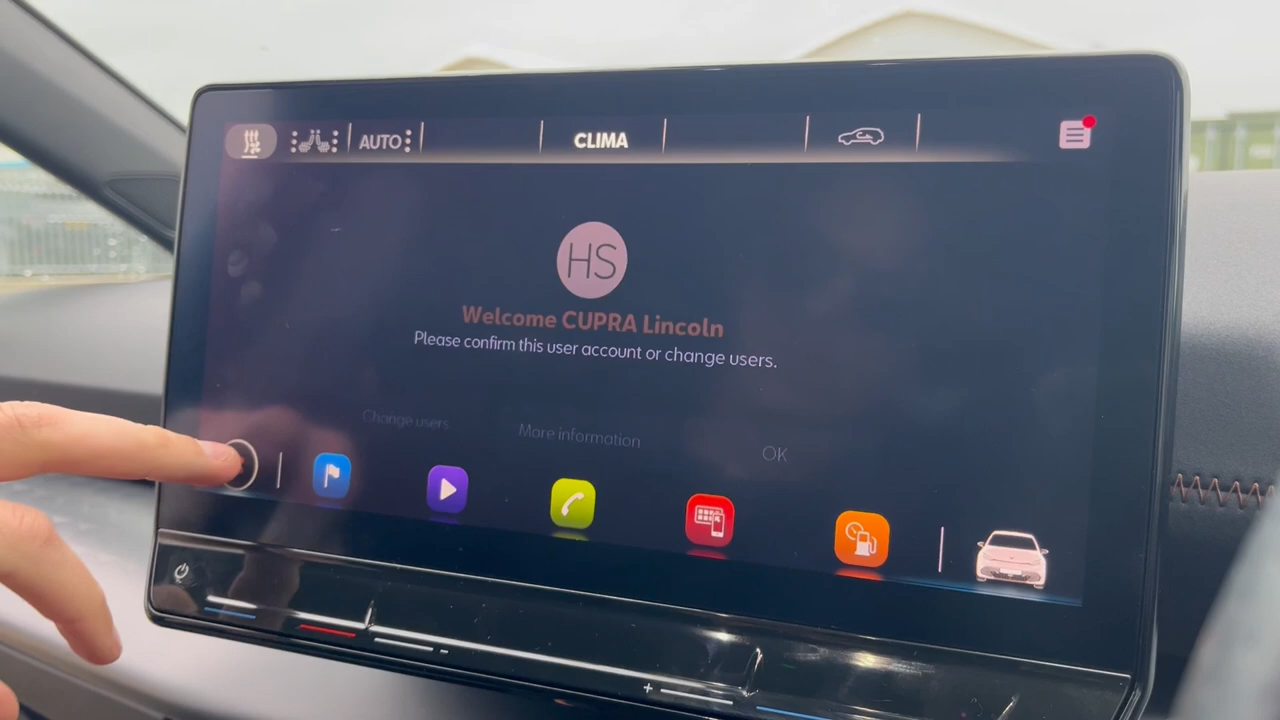 AUTO
CLIMA
HS
Welcome CUPRA Lincoln
Please confirm this user account or change users.
Change users
More information
OK